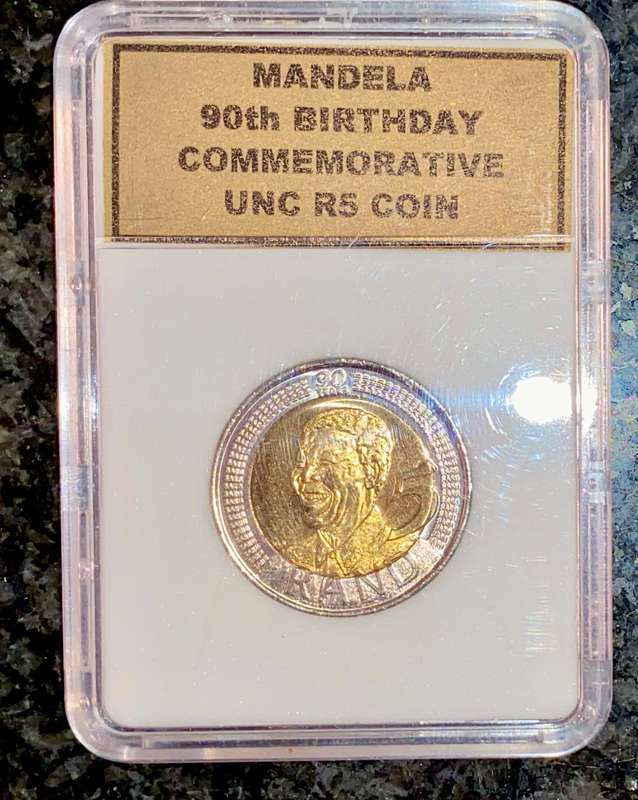 MANDELA
90th BIRTHDAY
COMMEMORATIVE
UNC R5 COIN
90
5
RAND